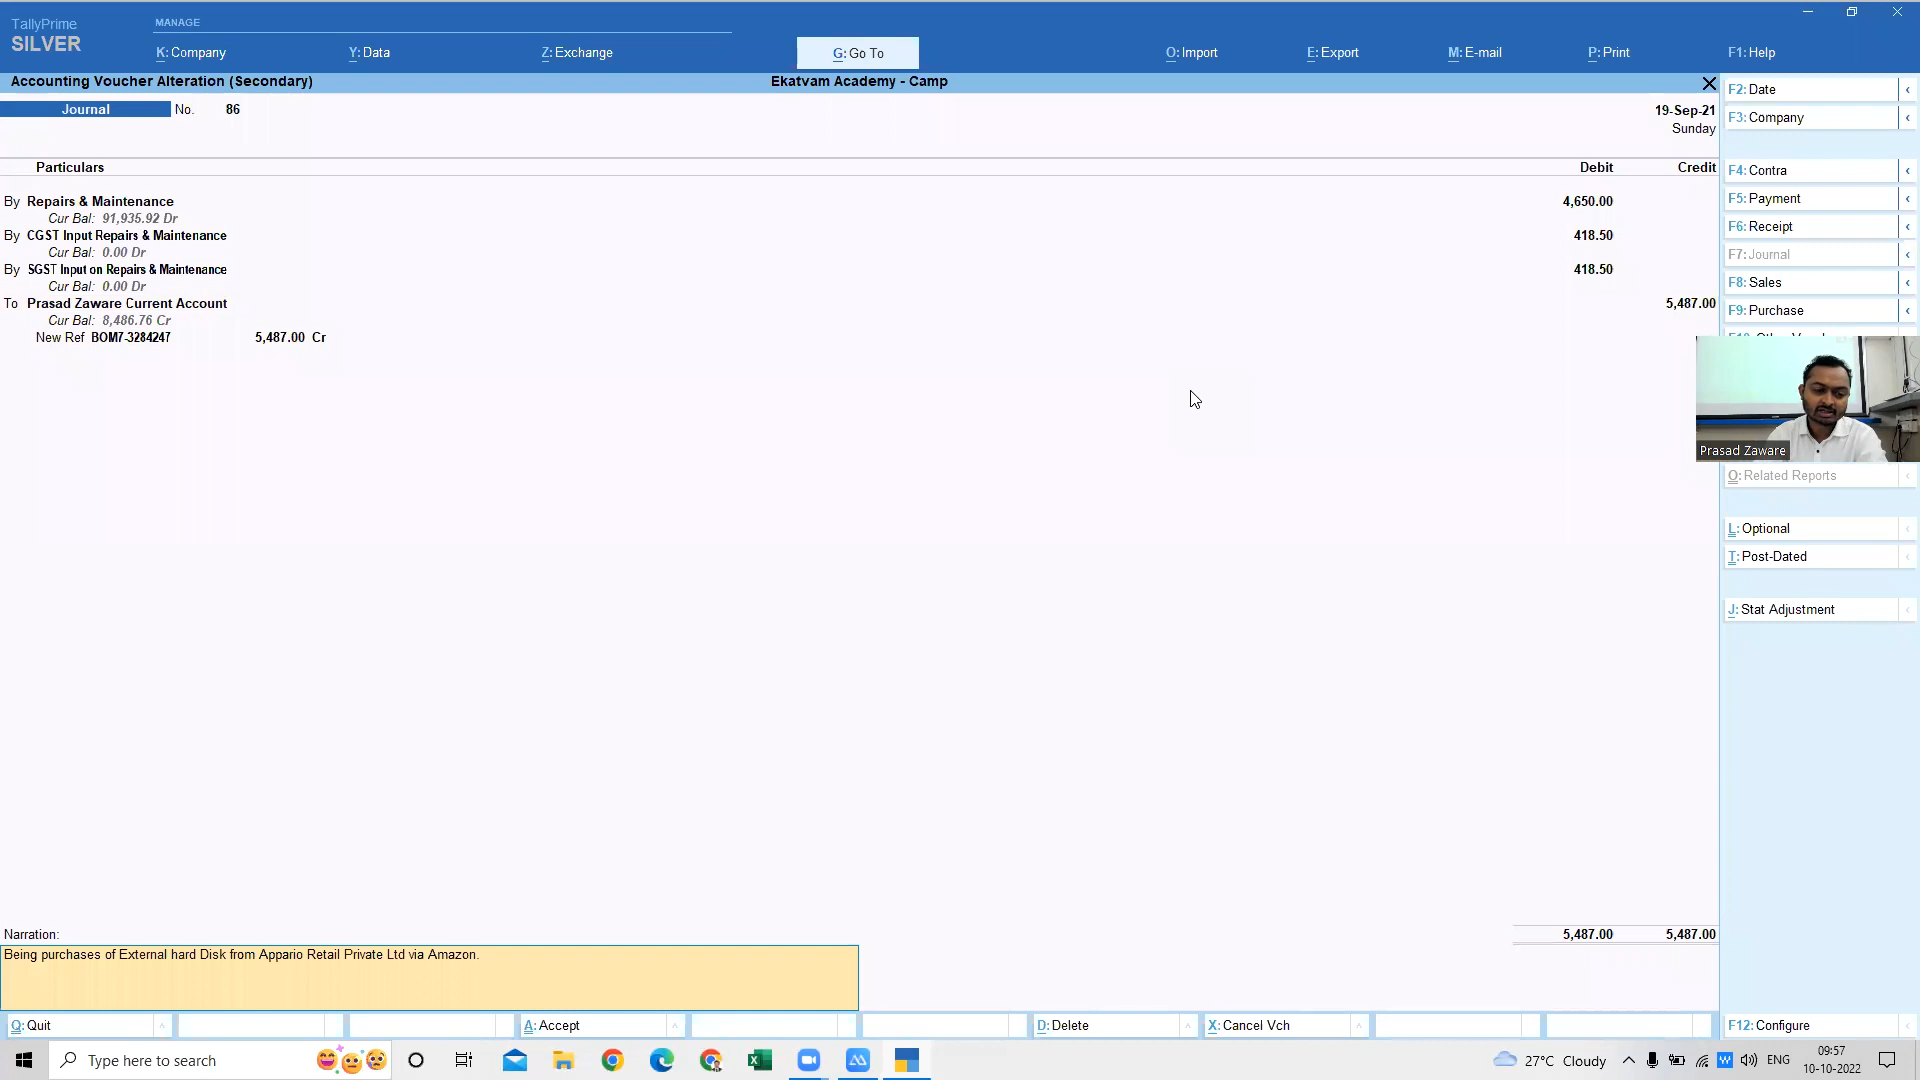 TallyPrime
SILVER
MANAGE
K: Company
Y: Data
Z: Exchange
G: Go To
O: Import
E: Export
M: E-mail
P: Print
F1: Help
Accounting Voucher Alteration (Secondary)
Ekatvam Academy - Camp
Journal No. 86
19-Sep-21
Sunday
Particulars Debit Credit
By Repairs & Maintenance 4,650.00
Cur Bal: 91,935.92 Dr
By CGST Input Repairs & Maintenance 418.50
Cur Bal: 0.00 Dr
By SGST Input on Repairs & Maintenance 418.50
Cur Bal: 0.00 Dr
To Prasad Zaware Current Account 5,487.00
Cur Bal: 8,486.76 Cr
New Ref BOM7-3284247 5,487.00 Cr
F2: Date
F3: Company
F4: Contra
F5: Payment
F6: Receipt
F7: Journal
F8: Sales
F9: Purchase
Prasad Zaware
O: Related Reports
L: Optional
T: Post-Dated
J: Stat Adjustment
Narration: 5,487.00 5,487.00
Being purchases of External hard Disk from Appario Retail Private Ltd via Amazon.
Q: Quit
A: Accept
D: Delete
X: Cancel Vch
F12: Configure
Type here to search
27°C Cloudy
ENG
09:57
10-10-2022